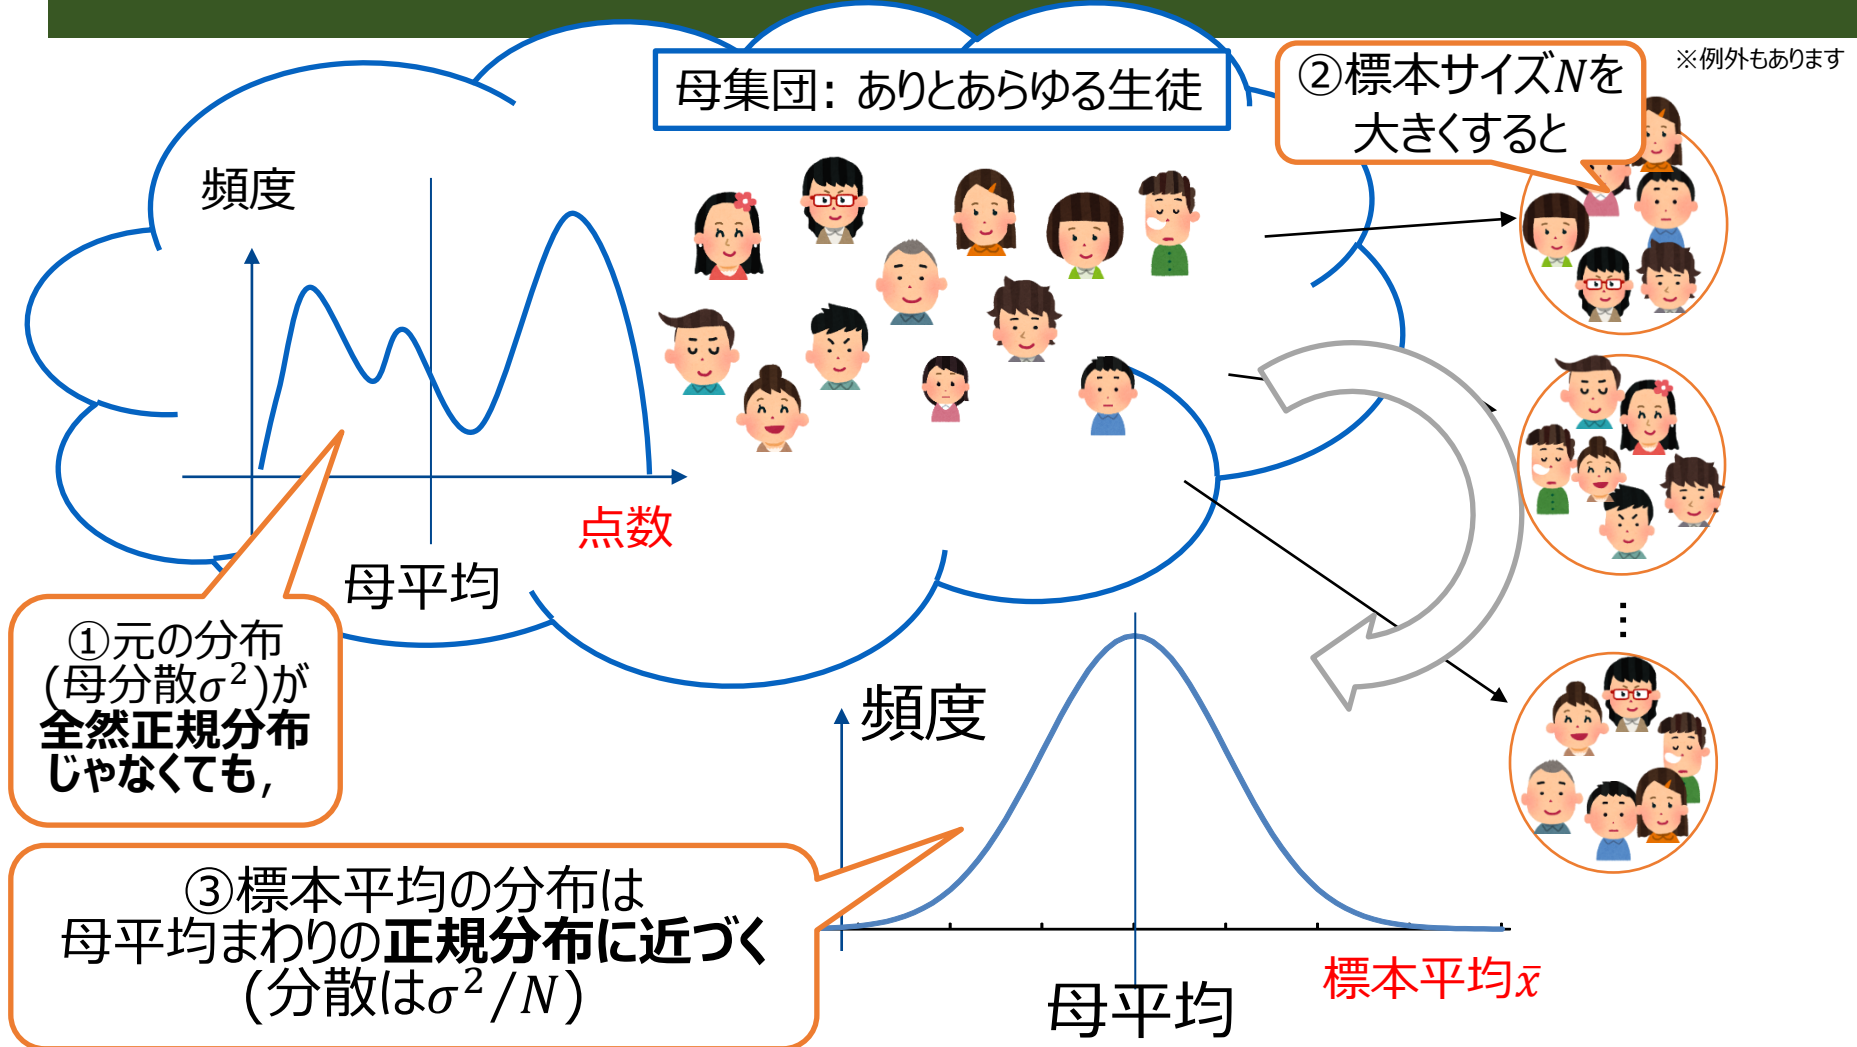 母集団: ありとあらゆる生徒
②標本サイズNを
大きくすると
※例外もあります
頻度
点数
母平均
①元の分布
(母分散σ²)が
全然正規分布
じゃなくても,
⋮
頻度
③標本平均の分布は
母平均まわりの正規分布に近づく
(分散はσ²/N)
標本平均x̄
母平均